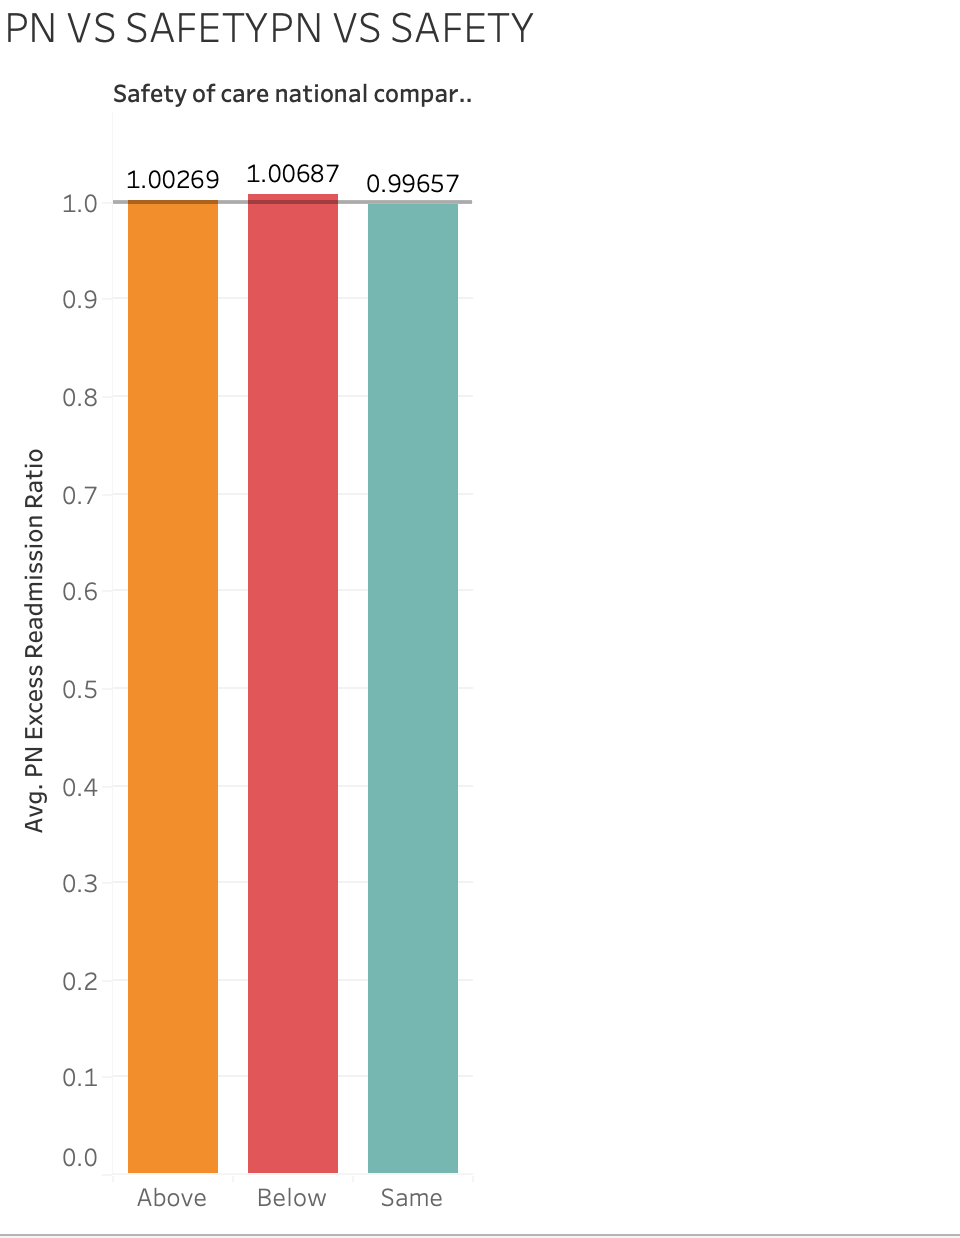 PN VS SAFETYPN VS SAFETY
Safety of care national compar..
1.00269 1.00687 0.99657
1.0
0.9
0.8
0.7
0.6
0.5
0.4
0.3
0.2
0.1
0.0
Avg. PN Excess Readmission Ratio
Above Below Same